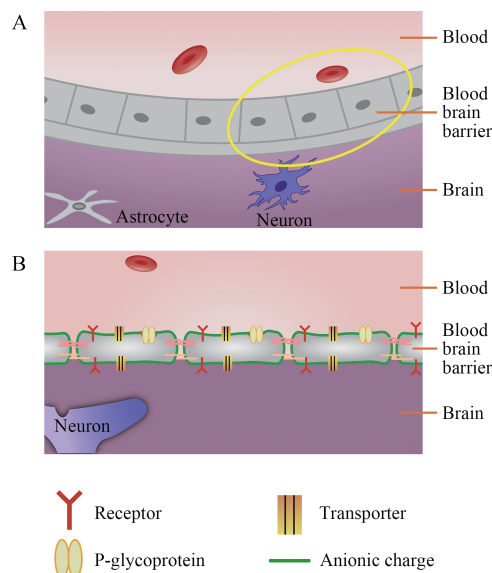 A
Blood
Blood
brain
barrier
Brain
Astrocyte
Neuron
B
Blood
Blood
brain
barrier
Brain
Neuron
Receptor
Transporter
P-glycoprotein
Anionic charge